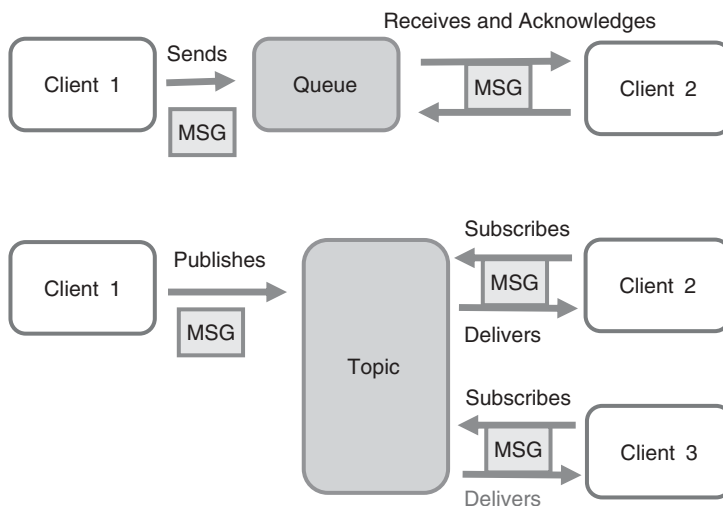 Receives and Acknowledges
Sends
Client 1
Queue
MSG
Client 2
MSG
Subscribes
Publishes
Client 1
MSG
Client 2
MSG
Delivers
Topic
Subscribes
MSG
Client 3
Delivers